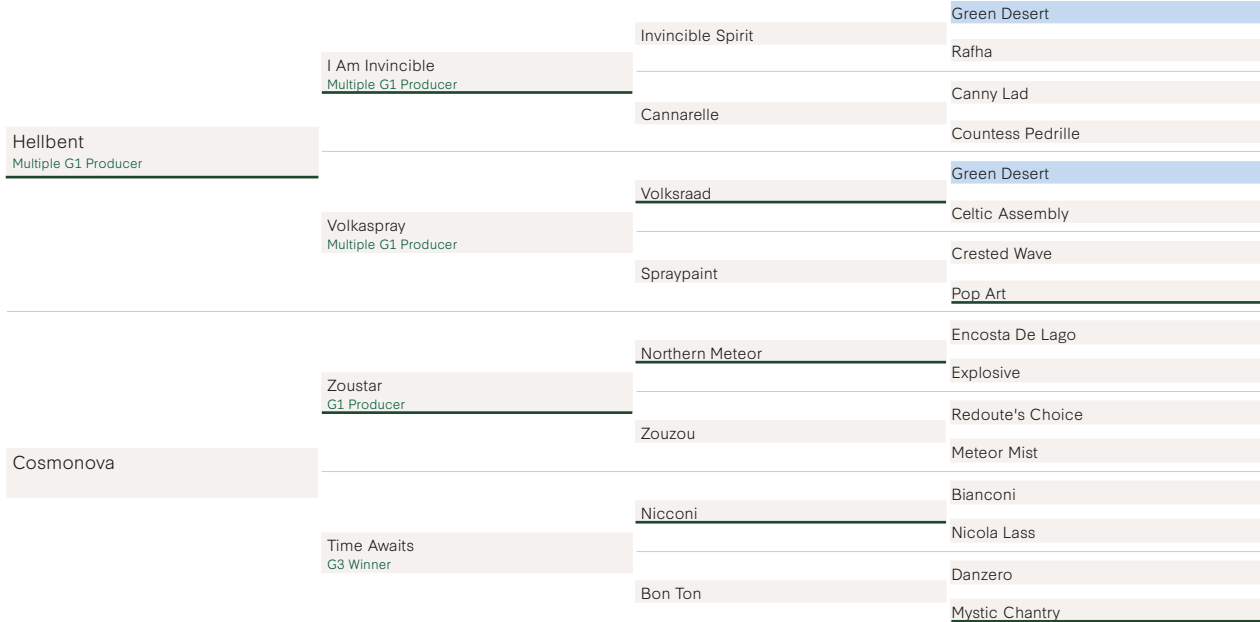 Hellbent
Multiple G1 Producer
Cosmonova
I Am Invincible
Multiple G1 Producer
Volkaspray
Multiple G1 Producer
Zoustar
G1 Producer
Time Awaits
G3 Winner
Invincible Spirit
Cannarelle
Volksraad
Spraypaint
Northern Meteor
Zouzou
Nicconi
Bon Ton
Green Desert
Rafha
Canny Lad
Countess Pedrille
Green Desert
Celtic Assembly
Crested Wave
Pop Art
Encosta De Lago
Explosive
Redoute's Choice
Meteor Mist
Bianconi
Nicola Lass
Danzero
Mystic Chantry